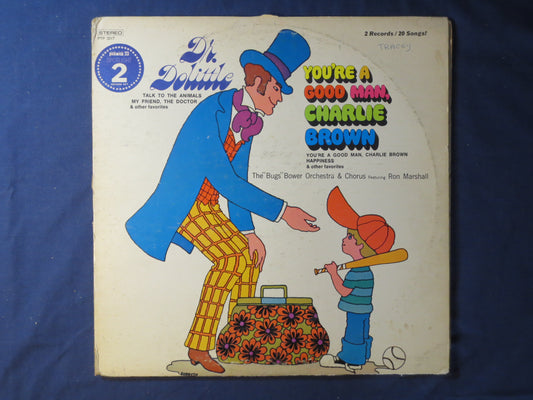 STEREO
2
2 Records / 20 Songs!
TRACEY
Dr.
Dolittle
TALK TO THE ANIMALS
MY FRIEND, THE DOCTOR
& other favorites
YOU'RE A
GOOD MAN,
CHARLIE
BROWN
YOU'RE A GOOD MAN, CHARLIE BROWN
HAPPINESS
& other favorites
The "Bugs" Bower Orchestra & Chorus Featuring Ron Marshall